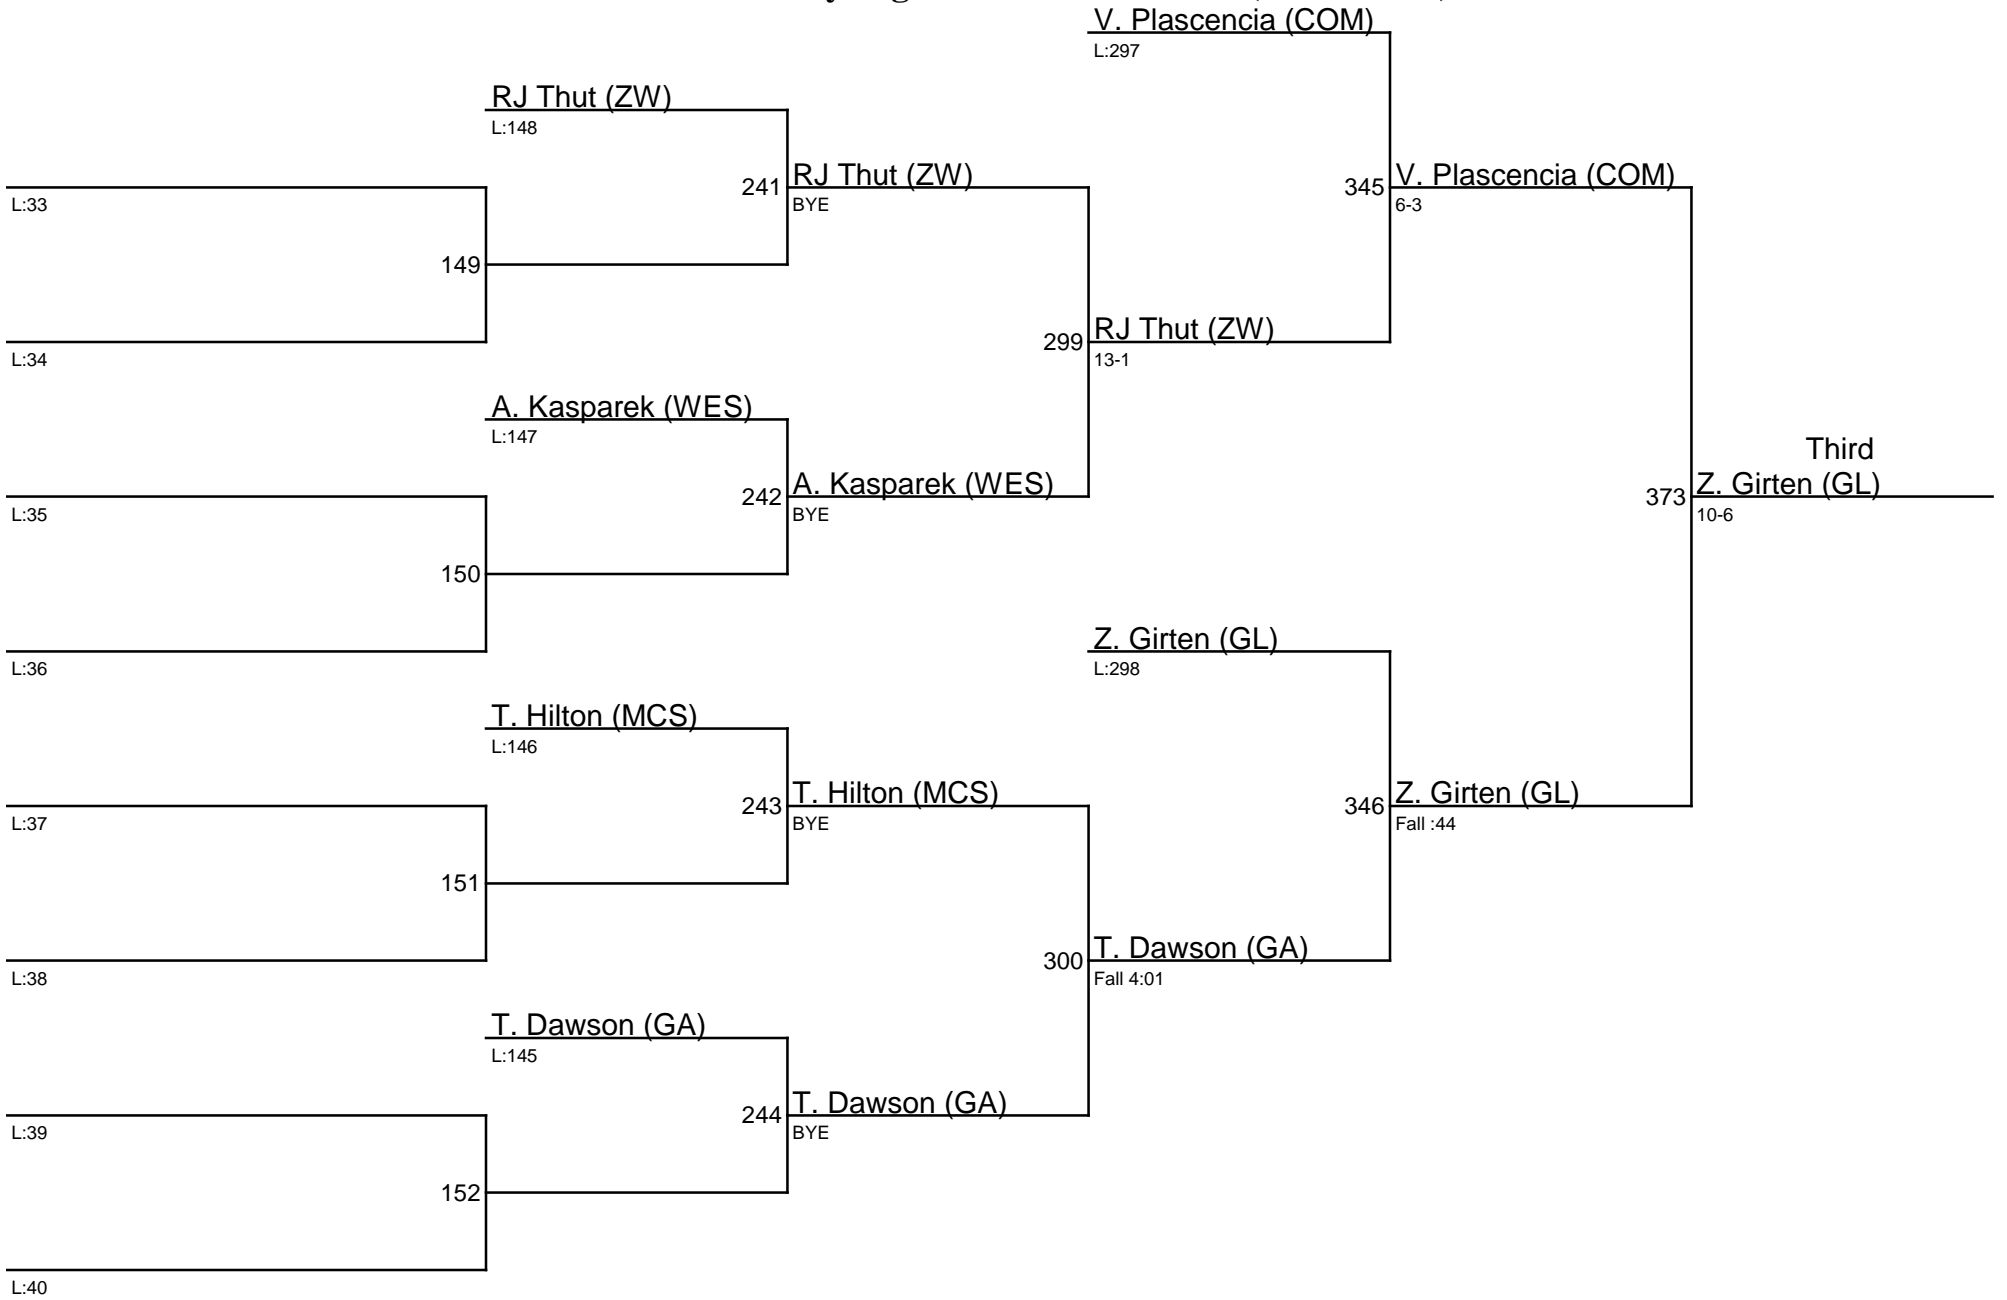 V. Plascencia (COM)
L:297
RJ Thut (ZW)
L:148
241
RJ Thut (ZW)
BYE
345
V. Plascencia (COM)
6-3
L:33
149
L:34
299
RJ Thut (ZW)
13-1
A. Kasparek (WES)
L:147
Third
L:35
242
A. Kasparek (WES)
BYE
373
Z. Girten (GL)
10-6
150
L:36
Z. Girten (GL)
L:298
T. Hilton (MCS)
L:146
L:37
243
T. Hilton (MCS)
BYE
346
Z. Girten (GL)
Fall :44
151
L:38
300
T. Dawson (GA)
Fall 4:01
T. Dawson (GA)
L:145
L:39
244
T. Dawson (GA)
BYE
152
L:40